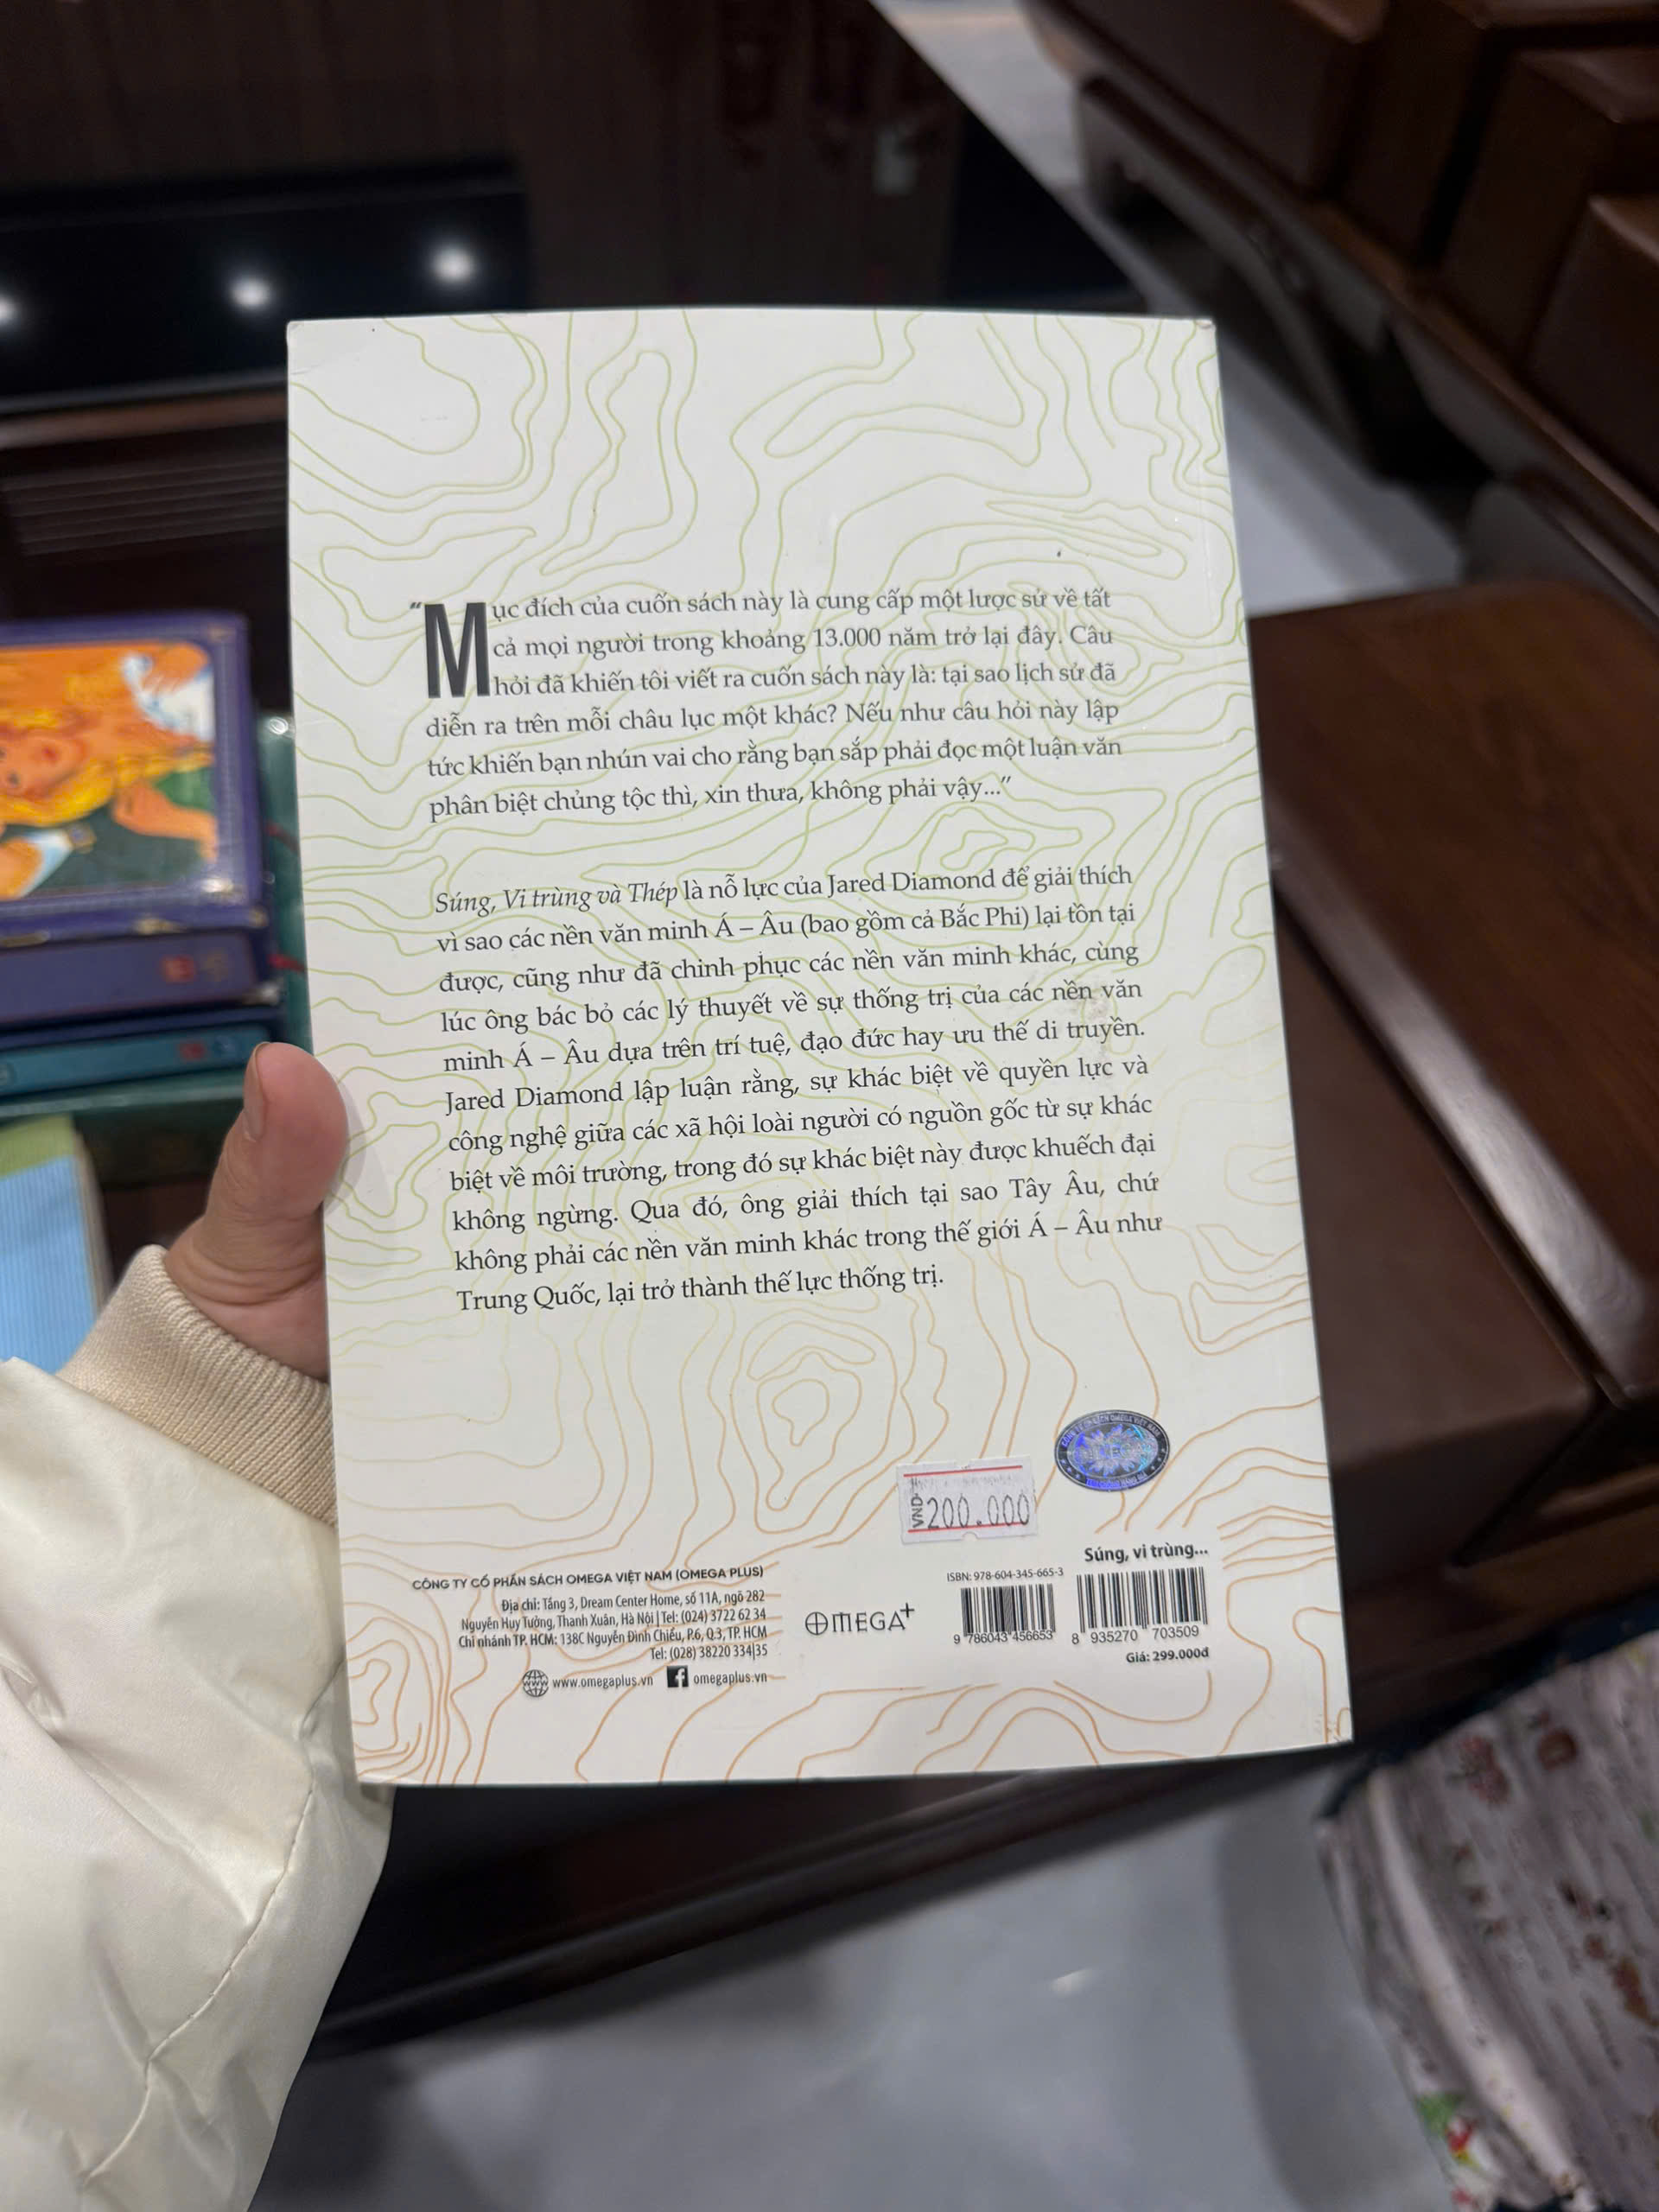 “Mục đích của cuốn sách này là cung cấp một lược sử về tất
cả mọi người trong khoảng 13.000 năm trở lại đây. Câu
hỏi đã khiến tôi viết ra cuốn sách này là: tại sao lịch sử đã
diễn ra trên mỗi châu lục một khác? Nếu như câu hỏi này lập
tức khiến bạn nhún vai cho rằng bạn sắp phải đọc một luận văn
phân biệt chủng tộc thì, xin thưa, không phải vậy...”
Súng, Vi trùng và Thép là nỗ lực của Jared Diamond để giải thích
vì sao các nền văn minh Á – Âu (bao gồm cả Bắc Phi) lại tồn tại
được, cũng như đã chinh phục các nền văn minh khác, cùng
lúc ông bác bỏ các lý thuyết về sự thống trị của các nền văn
minh Á – Âu dựa trên trí tuệ, đạo đức hay ưu thế di truyền.
Jared Diamond lập luận rằng, sự khác biệt về quyền lực và
công nghệ giữa các xã hội loài người có nguồn gốc từ sự khác
biệt về môi trường, trong đó sự khác biệt này được khuếch đại
không ngừng. Qua đó, ông giải thích tại sao Tây Âu, chứ
không phải các nền văn minh khác trong thế giới Á – Âu như
Trung Quốc, lại trở thành thế lực thống trị.
VND 200.000
CÔNG TY CỔ PHẦN SÁCH OMEGA VIỆT NAM (OMEGA PLUS)
Địa chỉ: Tầng 3, Dream Center Home, số 11A, ngõ 282
Nguyễn Huy Tưởng, Thanh Xuân, Hà Nội | Tel: (024) 3722 62 34
Chi nhánh TP. HCM: 138C Nguyễn Đình Chiểu, P.6, Q.3, TP. HCM
Tel: (028) 38220 334|35
www.omegaplus.vn omegaplus.vn
OMEGA+
ISBN: 978-604-345-665-3
9 786043 456653
Súng, vi trùng...
8 935270 703509
Giá: 299.000đ